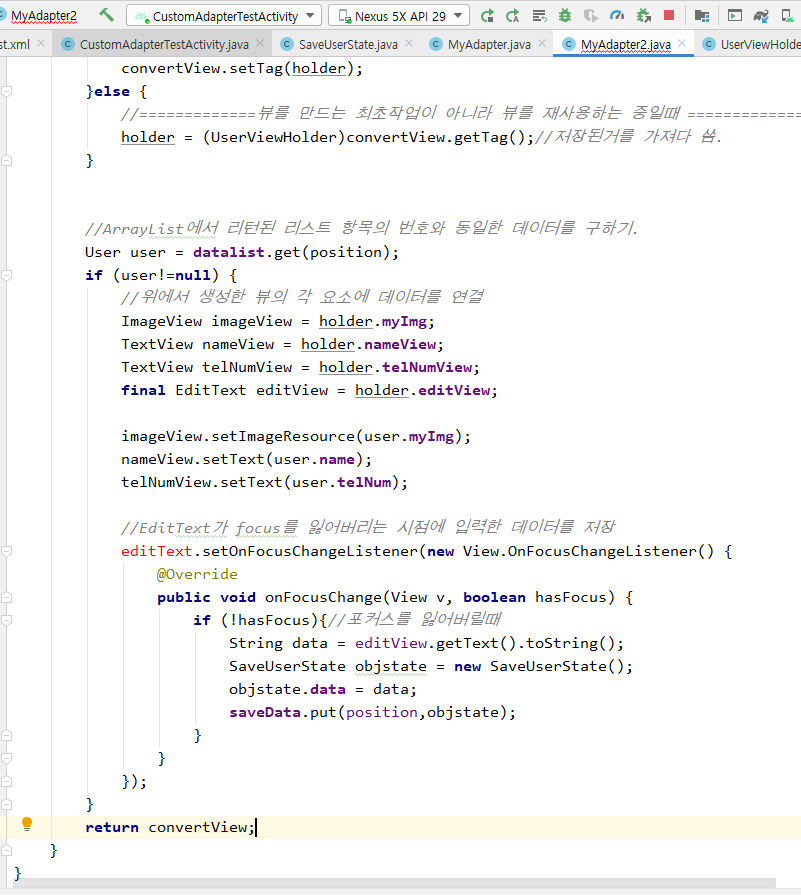 MyAdapter2 CustomAdapterTestActivity Nexus 5X API 29
st.xml CustomAdapterTestActivity.java SaveUserState.java MyAdapter.java MyAdapter2.java UserViewHolde
convertView.setTag(holder);
}else {
//=============뷰를 만드는 최초작업이 아니라 뷰를 재사용하는 중일때 =============
holder = (UserViewHolder)convertView.getTag();//저장된거를 가져다 씀.
}
//ArrayList에서 리턴된 리스트 항목의 번호와 동일한 데이터를 구하기.
User user = datalist.get(position);
if (user!=null) {
//위에서 생성한 뷰의 각 요소에 데이터를 연결
ImageView imageView = holder.myImg;
TextView nameView = holder.nameView;
TextView telNumView = holder.telNumView;
final EditText editView = holder.editView;
imageView.setImageResource(user.myImg);
nameView.setText(user.name);
telNumView.setText(user.telNum);
//EditText가 focus를 잃어버리는 시점에 입력한 데이터를 저장
editText.setOnFocusChangeListener(new View.OnFocusChangeListener() {
@Override
public void onFocusChange(View v, boolean hasFocus) {
if (!hasFocus){//포커스를 잃어버릴때
String data = editView.getText().toString();
SaveUserState objstate = new SaveUserState();
objstate.data = data;
saveData.put(position,objstate);
}
}
});
}
return convertView;
}
}